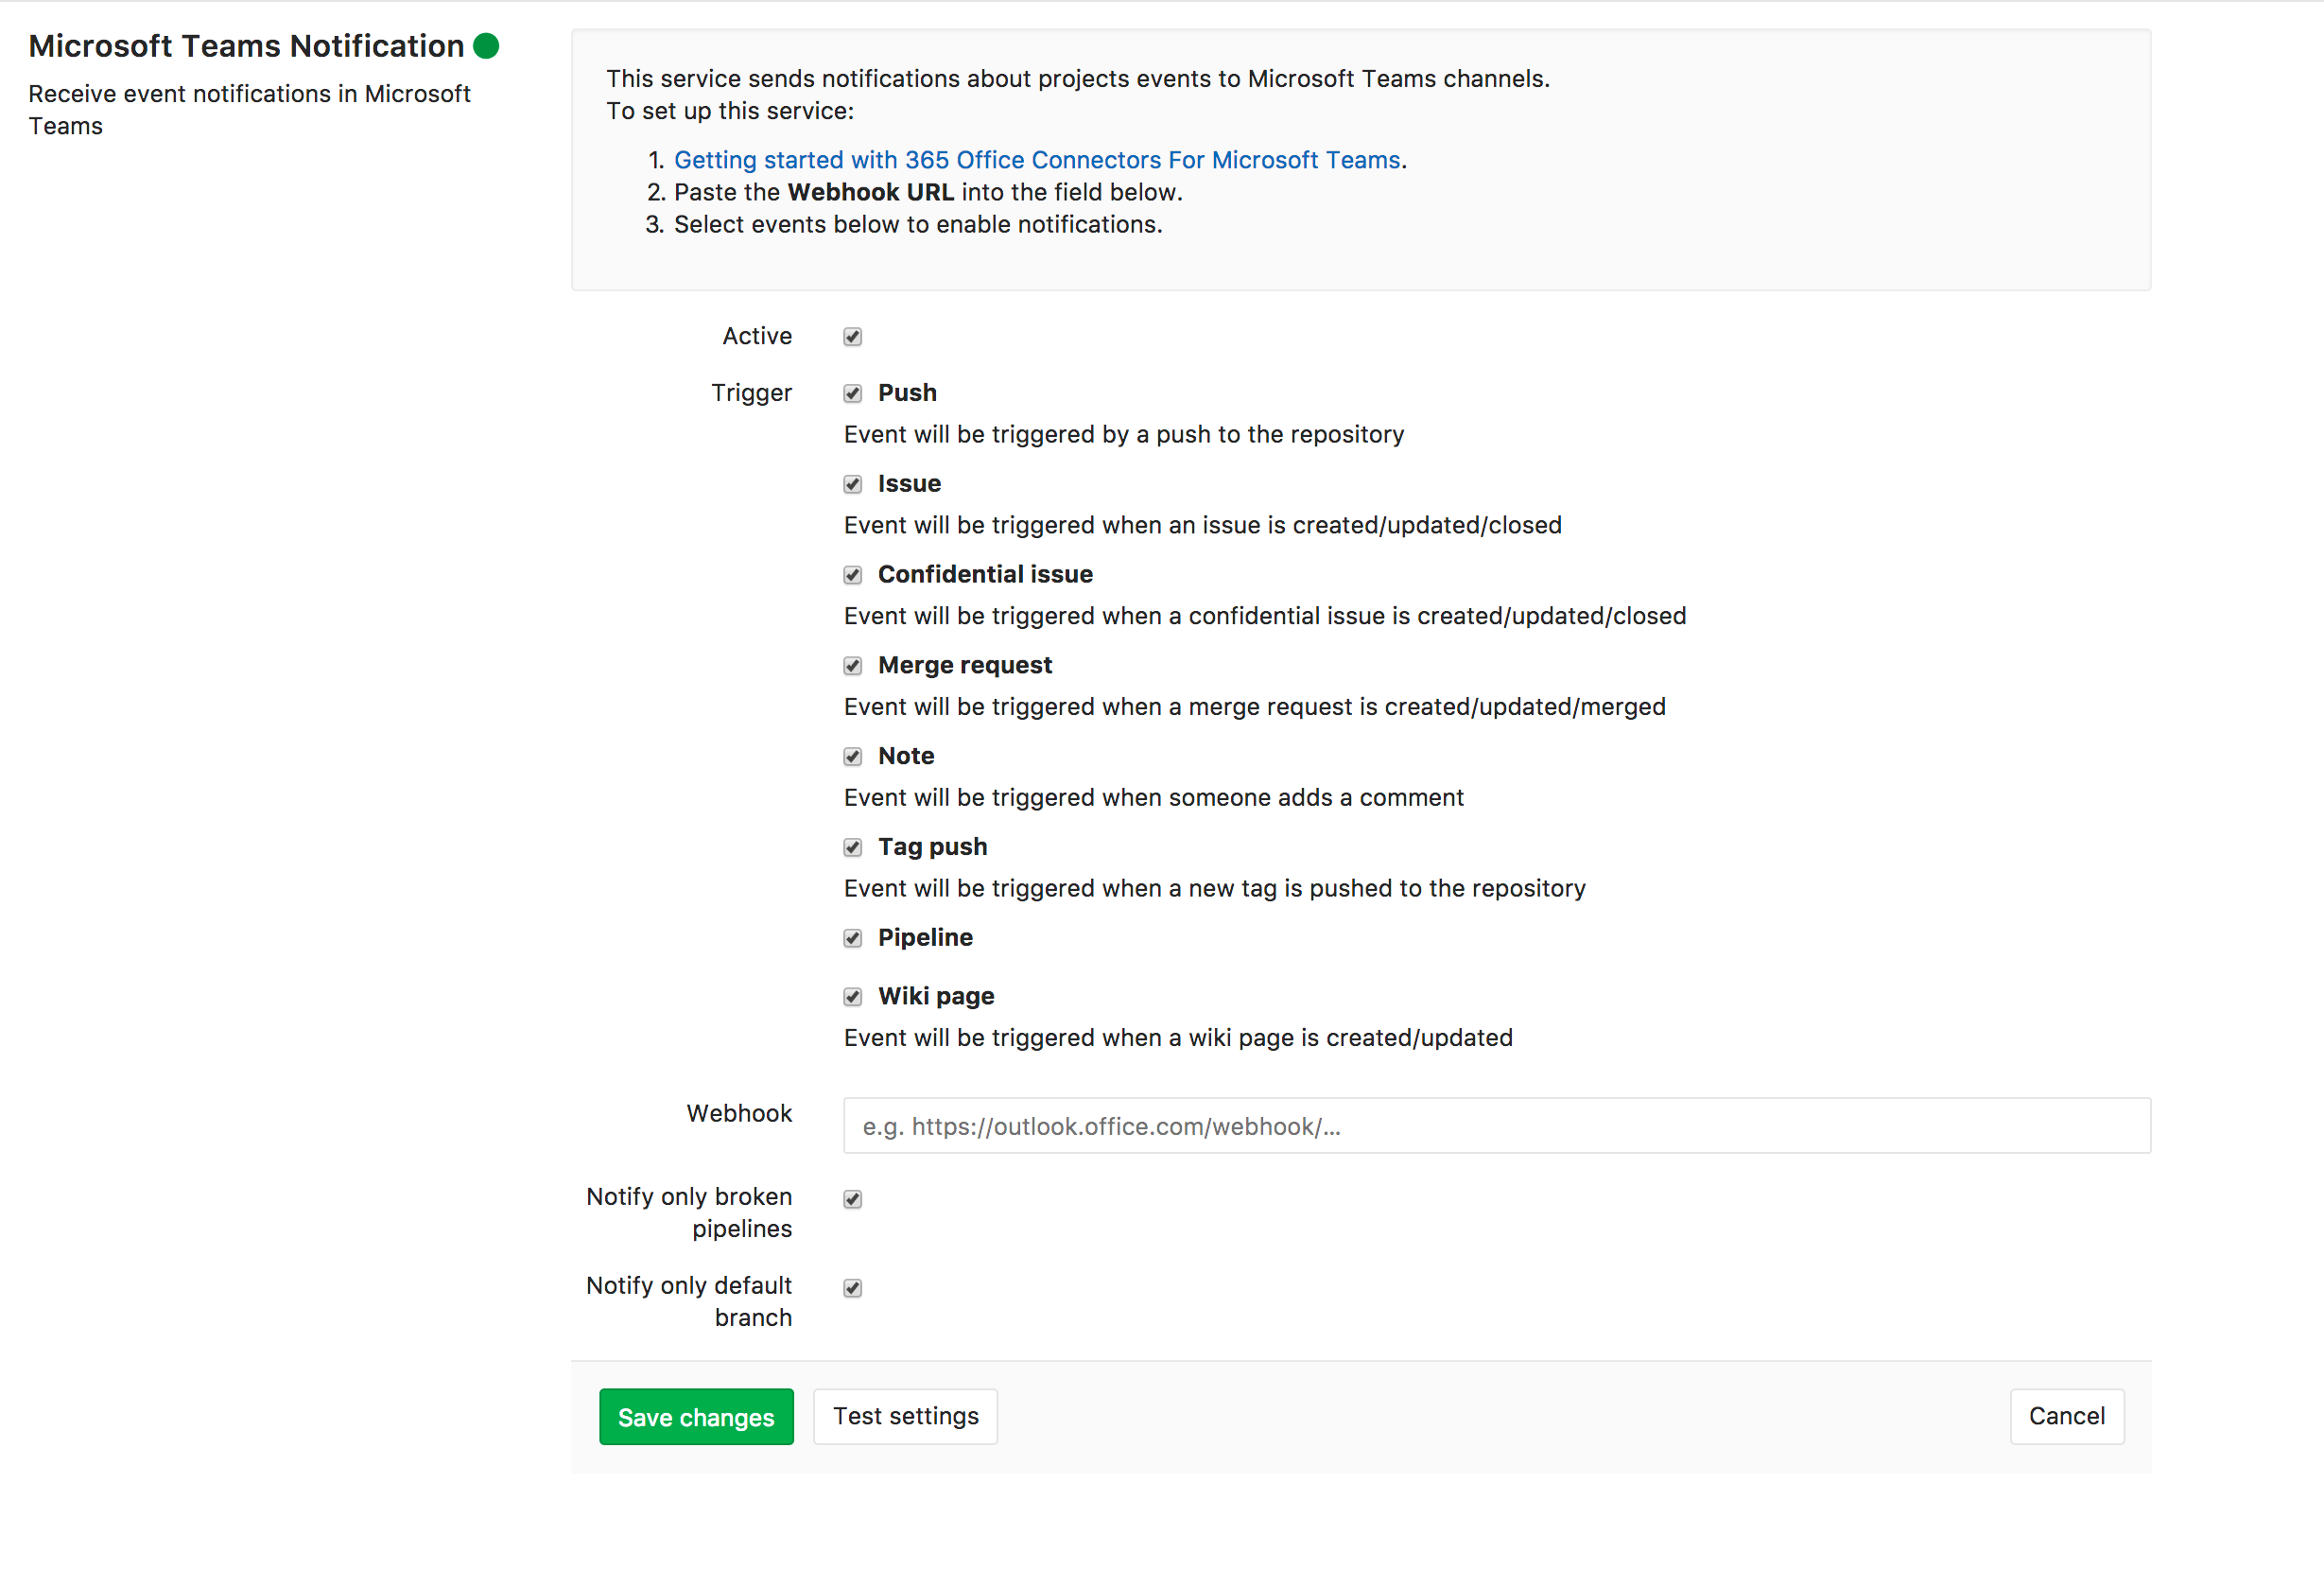 Microsoft Teams Notification
Receive event notifications in Microsoft
Teams
This service sends notifications about projects events to Microsoft Teams channels.
To set up this service:
1. Getting started with 365 Office Connectors For Microsoft Teams.
2. Paste the Webhook URL into the field below.
3. Select events below to enable notifications.
Active
Trigger
Push
Event will be triggered by a push to the repository
Issue
Event will be triggered when an issue is created/updated/closed
Confidential issue
Event will be triggered when a confidential issue is created/updated/closed
Merge request
Event will be triggered when a merge request is created/updated/merged
Note
Event will be triggered when someone adds a comment
Tag push
Event will be triggered when a new tag is pushed to the repository
Pipeline
Wiki page
Event will be triggered when a wiki page is created/updated
Webhook
e.g. https://outlook.office.com/webhook/...
Notify only broken
pipelines
Notify only default
branch
Save changes
Test settings
Cancel